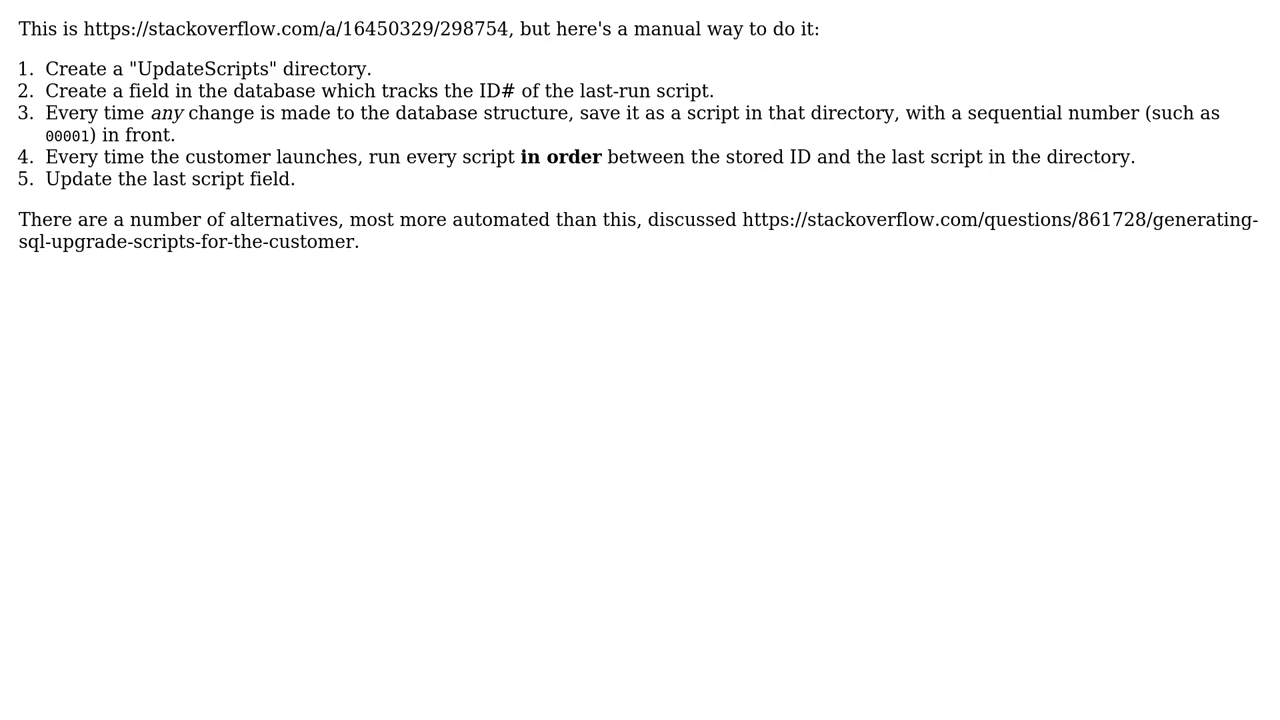 This is https://stackoverflow.com/a/16450329/298754, but here's a manual way to do it:
1. Create a "UpdateScripts" directory.
2. Create a field in the database which tracks the ID# of the last-run script.
3. Every time any change is made to the database structure, save it as a script in that directory, with a sequential number (such as
00001) in front.
4. Every time the customer launches, run every script in order between the stored ID and the last script in the directory.
5. Update the last script field.
There are a number of alternatives, most more automated than this, discussed https://stackoverflow.com/questions/861728/generating-
sql-upgrade-scripts-for-the-customer.